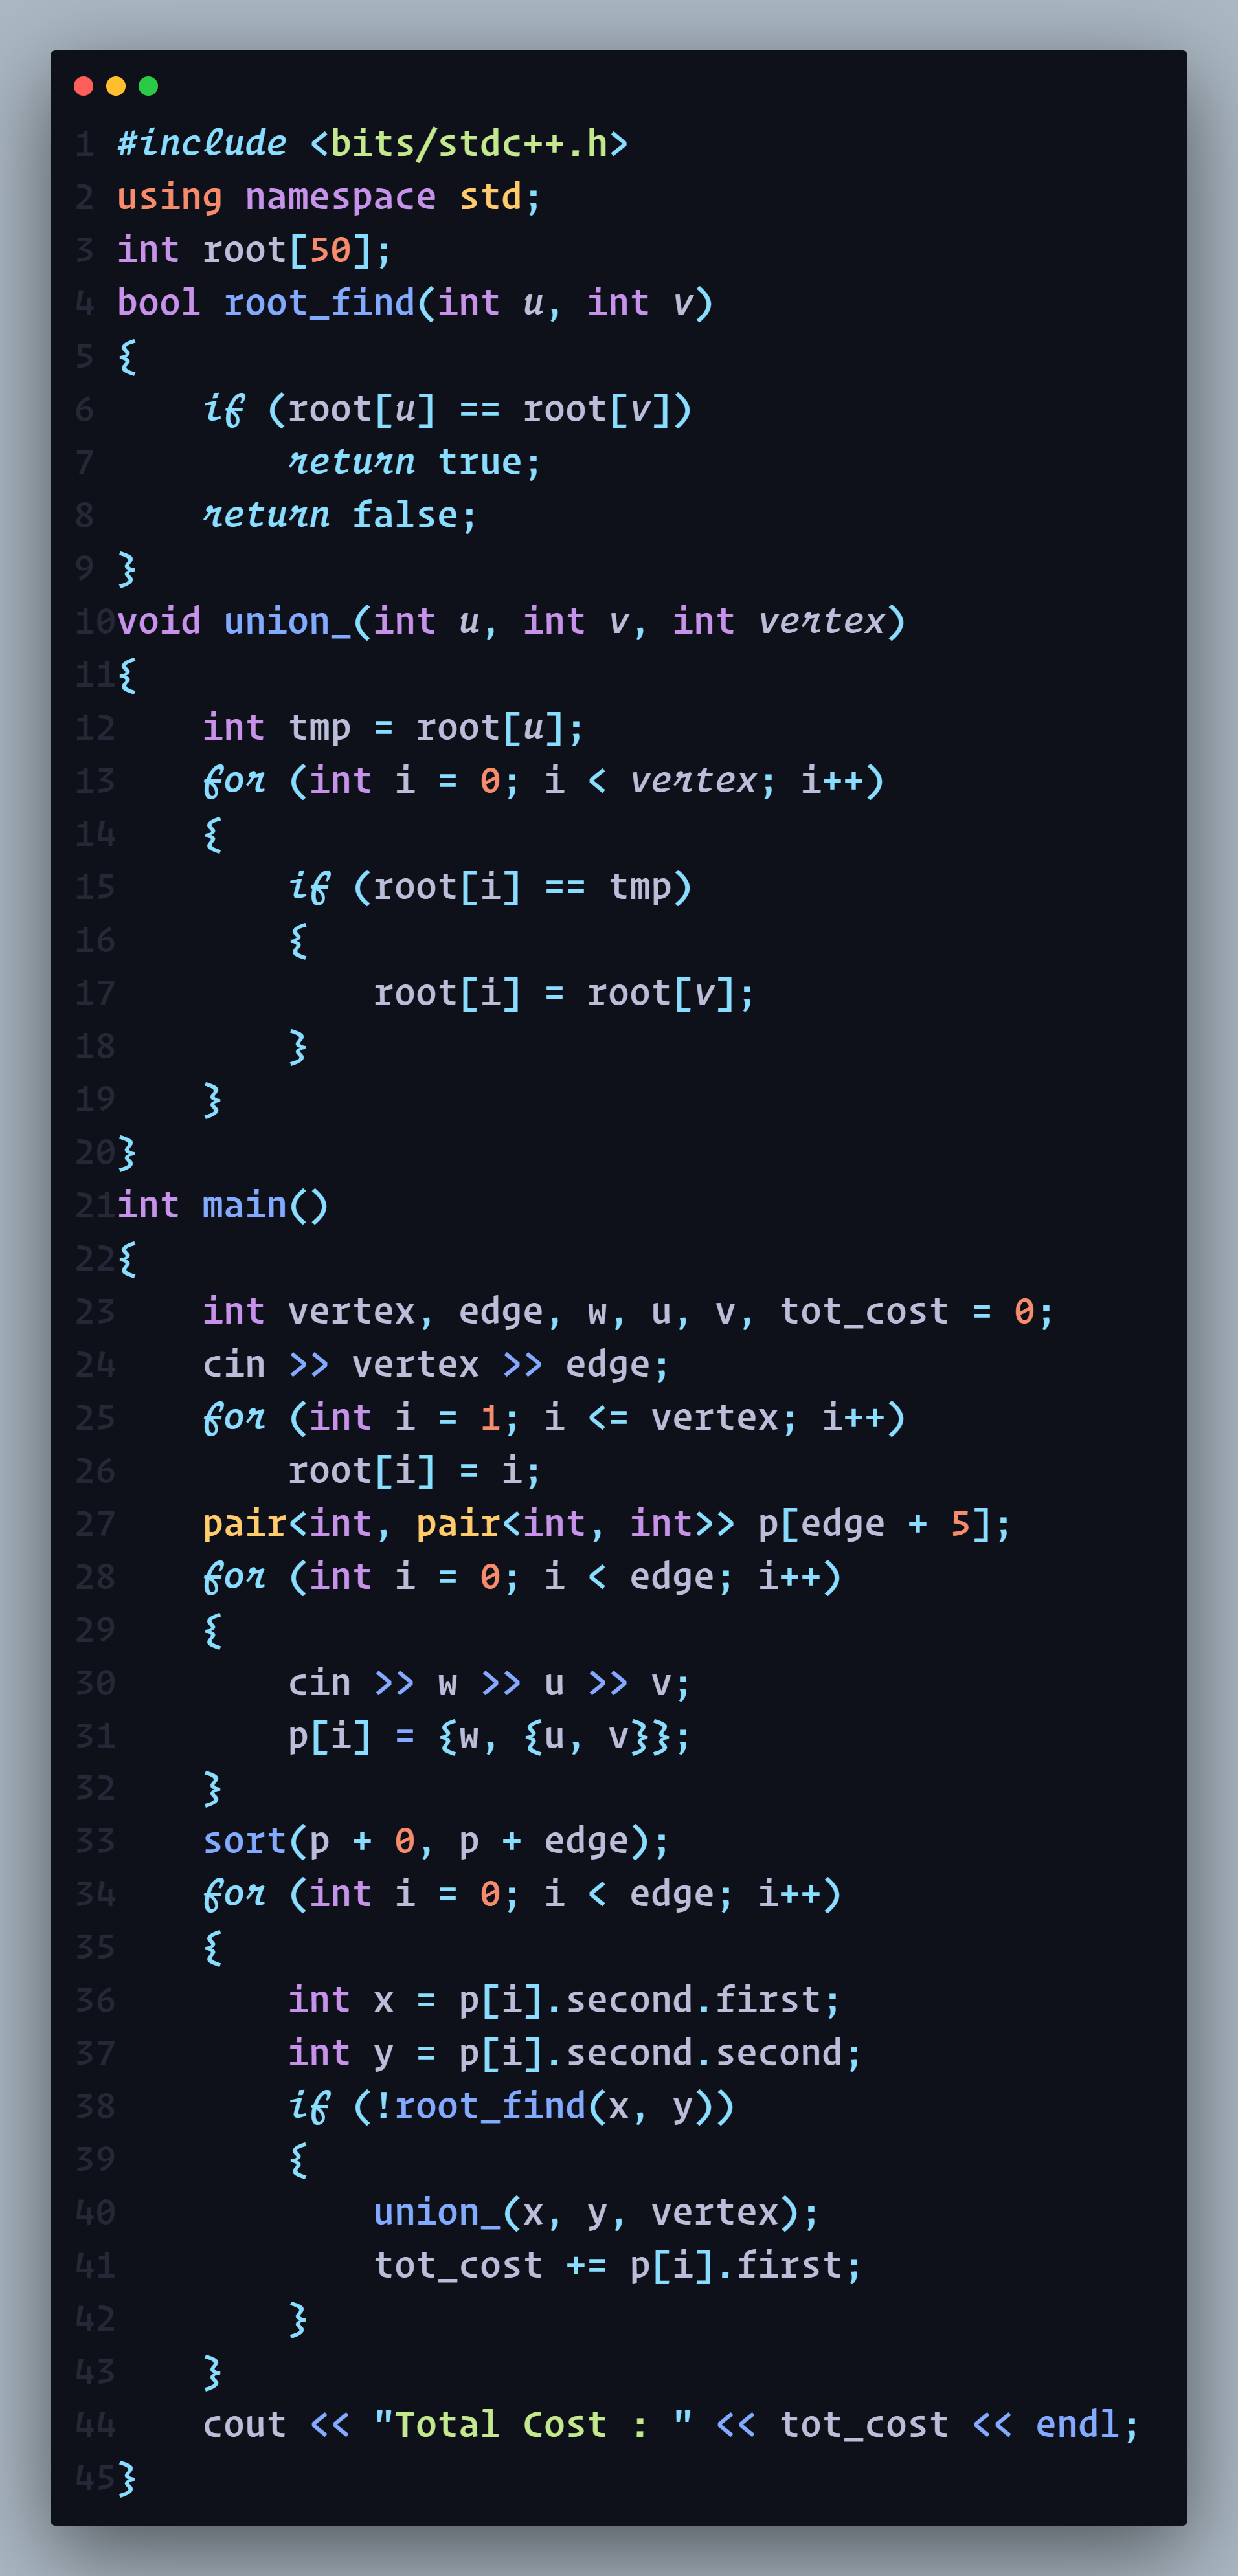 1 #include <bits/stdc++.h>
2 using namespace std;
3 int root[50];
4 bool root_find(int u, int v)
5 {
6     if (root[u] == root[v])
7         return true;
8     return false;
9 }
10void union_(int u, int v, int vertex)
11{
12    int tmp = root[u];
13    for (int i = 0; i < vertex; i++)
14    {
15        if (root[i] == tmp)
16        {
17            root[i] = root[v];
18        }
19    }
20}
21int main()
22{
23    int vertex, edge, w, u, v, tot_cost = 0;
24    cin >> vertex >> edge;
25    for (int i = 1; i <= vertex; i++)
26        root[i] = i;
27    pair<int, pair<int, int>> p[edge + 5];
28    for (int i = 0; i < edge; i++)
29    {
30        cin >> w >> u >> v;
31        p[i] = {w, {u, v}};
32    }
33    sort(p + 0, p + edge);
34    for (int i = 0; i < edge; i++)
35    {
36        int x = p[i].second.first;
37        int y = p[i].second.second;
38        if (!root_find(x, y))
39        {
40            union_(x, y, vertex);
41            tot_cost += p[i].first;
42        }
43    }
44    cout << "Total Cost : " << tot_cost << endl;
45}